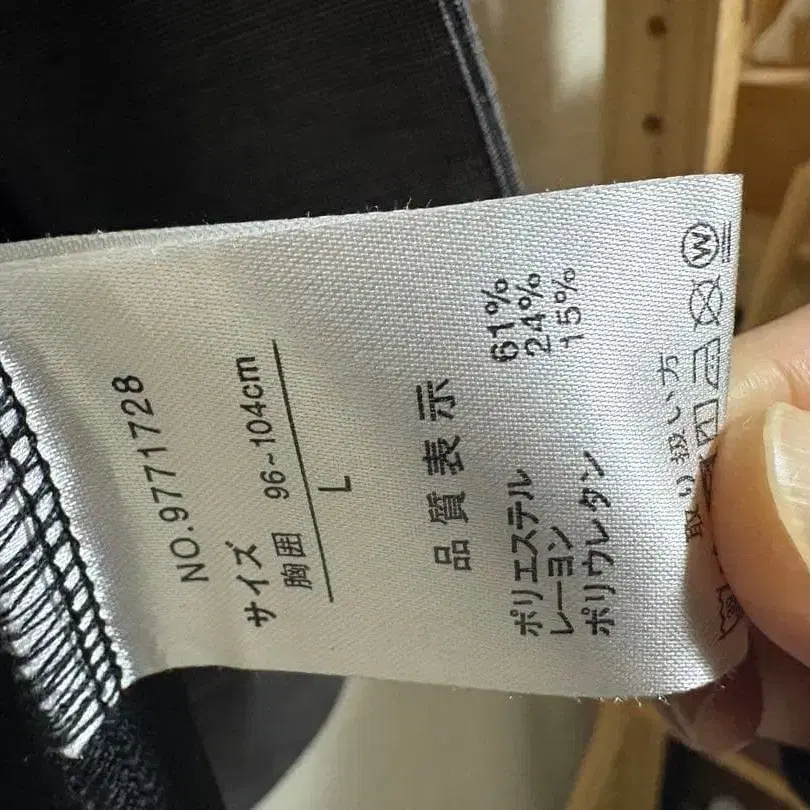 NO.9771728
サイズ
胸囲 96~104cm
L
品質表示
ポリエステル 61%
レーヨン 24%
ポリウレタン 15%
取り扱い方
W